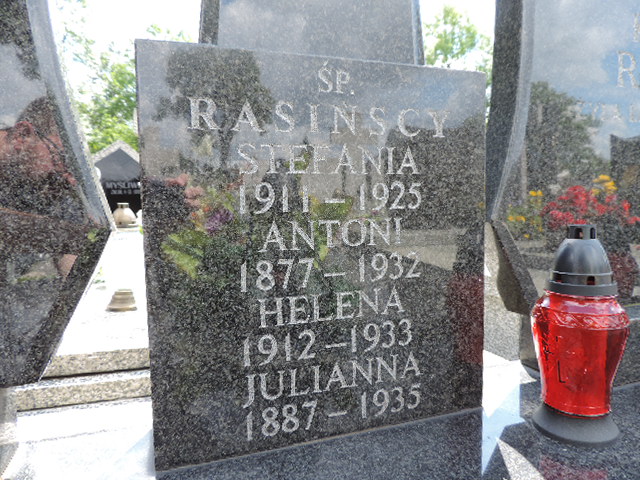 ŚP.
RASIŃSCY
STEFANIA
1911 – 1925
ANTONI
1877 – 1932
HELENA
1912 – 1933
JULIANNA
1887 – 1935